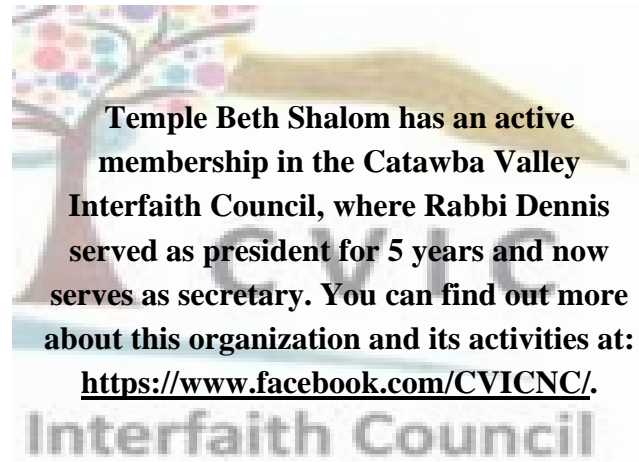 Temple Beth Shalom has an active
membership in the Catawba Valley
Interfaith Council, where Rabbi Dennis
served as president for 5 years and now
serves as secretary. You can find out more
about this organization and its activities at:
https://www.facebook.com/CVICNC/.
CVIC
Interfaith Council